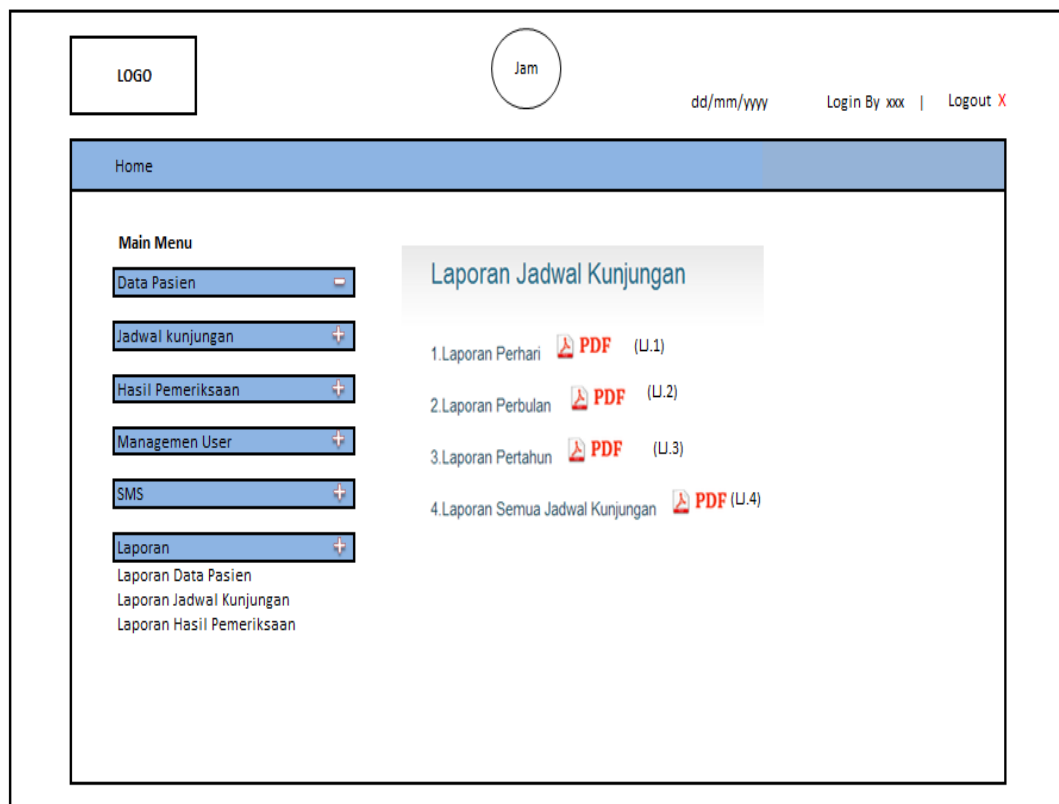 LOGO
Jam
dd/mm/yyyy Login By xxx | Logout X
Home
Main Menu
Data Pasien
Jadwal kunjungan
Hasil Pemeriksaan
Managemen User
SMS
Laporan
Laporan Data Pasien
Laporan Jadwal Kunjungan
Laporan Hasil Pemeriksaan
Laporan Jadwal Kunjungan
1.Laporan Perhari PDF (LJ.1)
2.Laporan Perbulan PDF (LJ.2)
3.Laporan Pertahun PDF (LJ.3)
4.Laporan Semua Jadwal Kunjungan PDF (LJ.4)